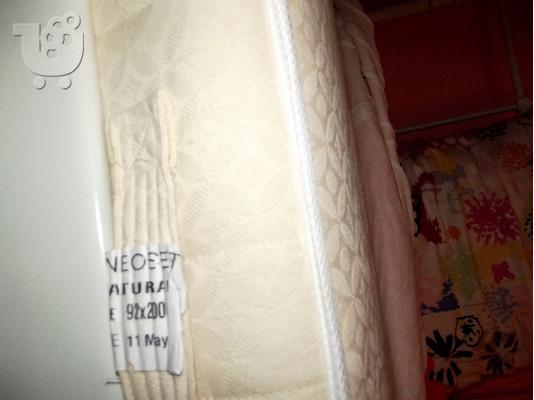 NEOSET
ATURA
E 92x200
E 11 May